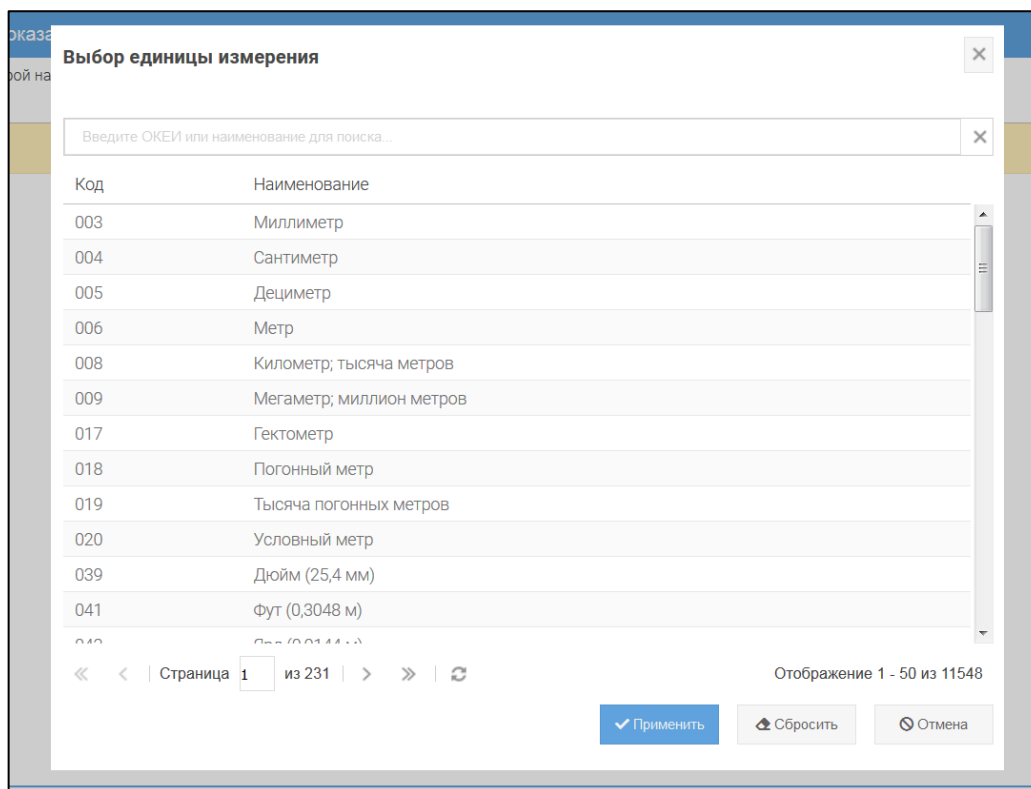 оказа
Выбор единицы измерения
рой на
Введите ОКЕИ или наименование для поиска...
Код Наименование
003 Миллиметр
004 Сантиметр
005 Дециметр
006 Метр
008 Километр; тысяча метров
009 Мегаметр; миллион метров
017 Гектометр
018 Погонный метр
019 Тысяча погонных метров
020 Условный метр
039 Дюйм (25,4 мм)
041 Фут (0,3048 м)
Страница 1 из 231 Отображение 1 - 50 из 11548
Применить Сбросить Отмена